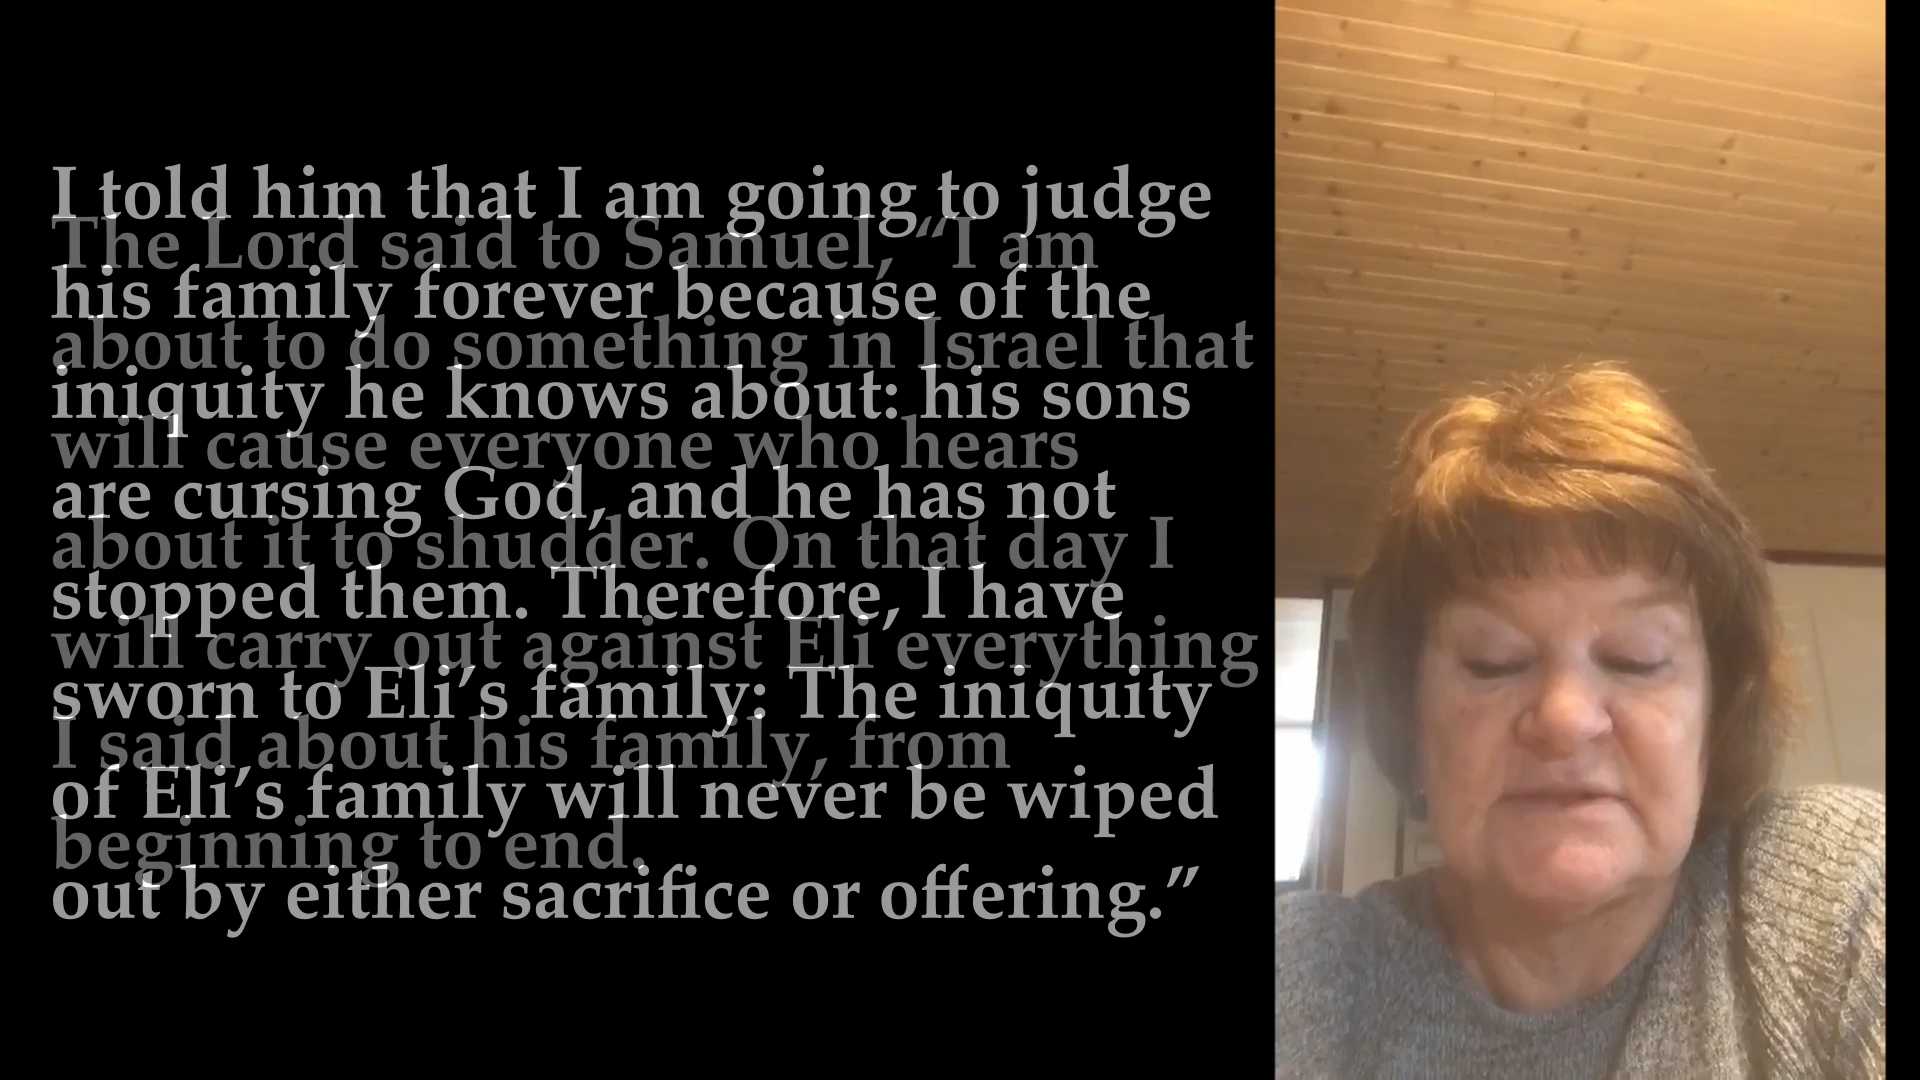 I told him that I am going to judge
The Lord said to Samuel, “I am
his family forever because of the
about to do something in Israel that
iniquity he knows about: his sons
will cause everyone who hears
are cursing God, and he has not
about it to shudder. On that day I
stopped them. Therefore, I have
will carry out against Eli everything
sworn to Eli’s family: The iniquity
I said about his family, from
of Eli’s family will never be wiped
beginning to end.
out by either sacrifice or offering.”